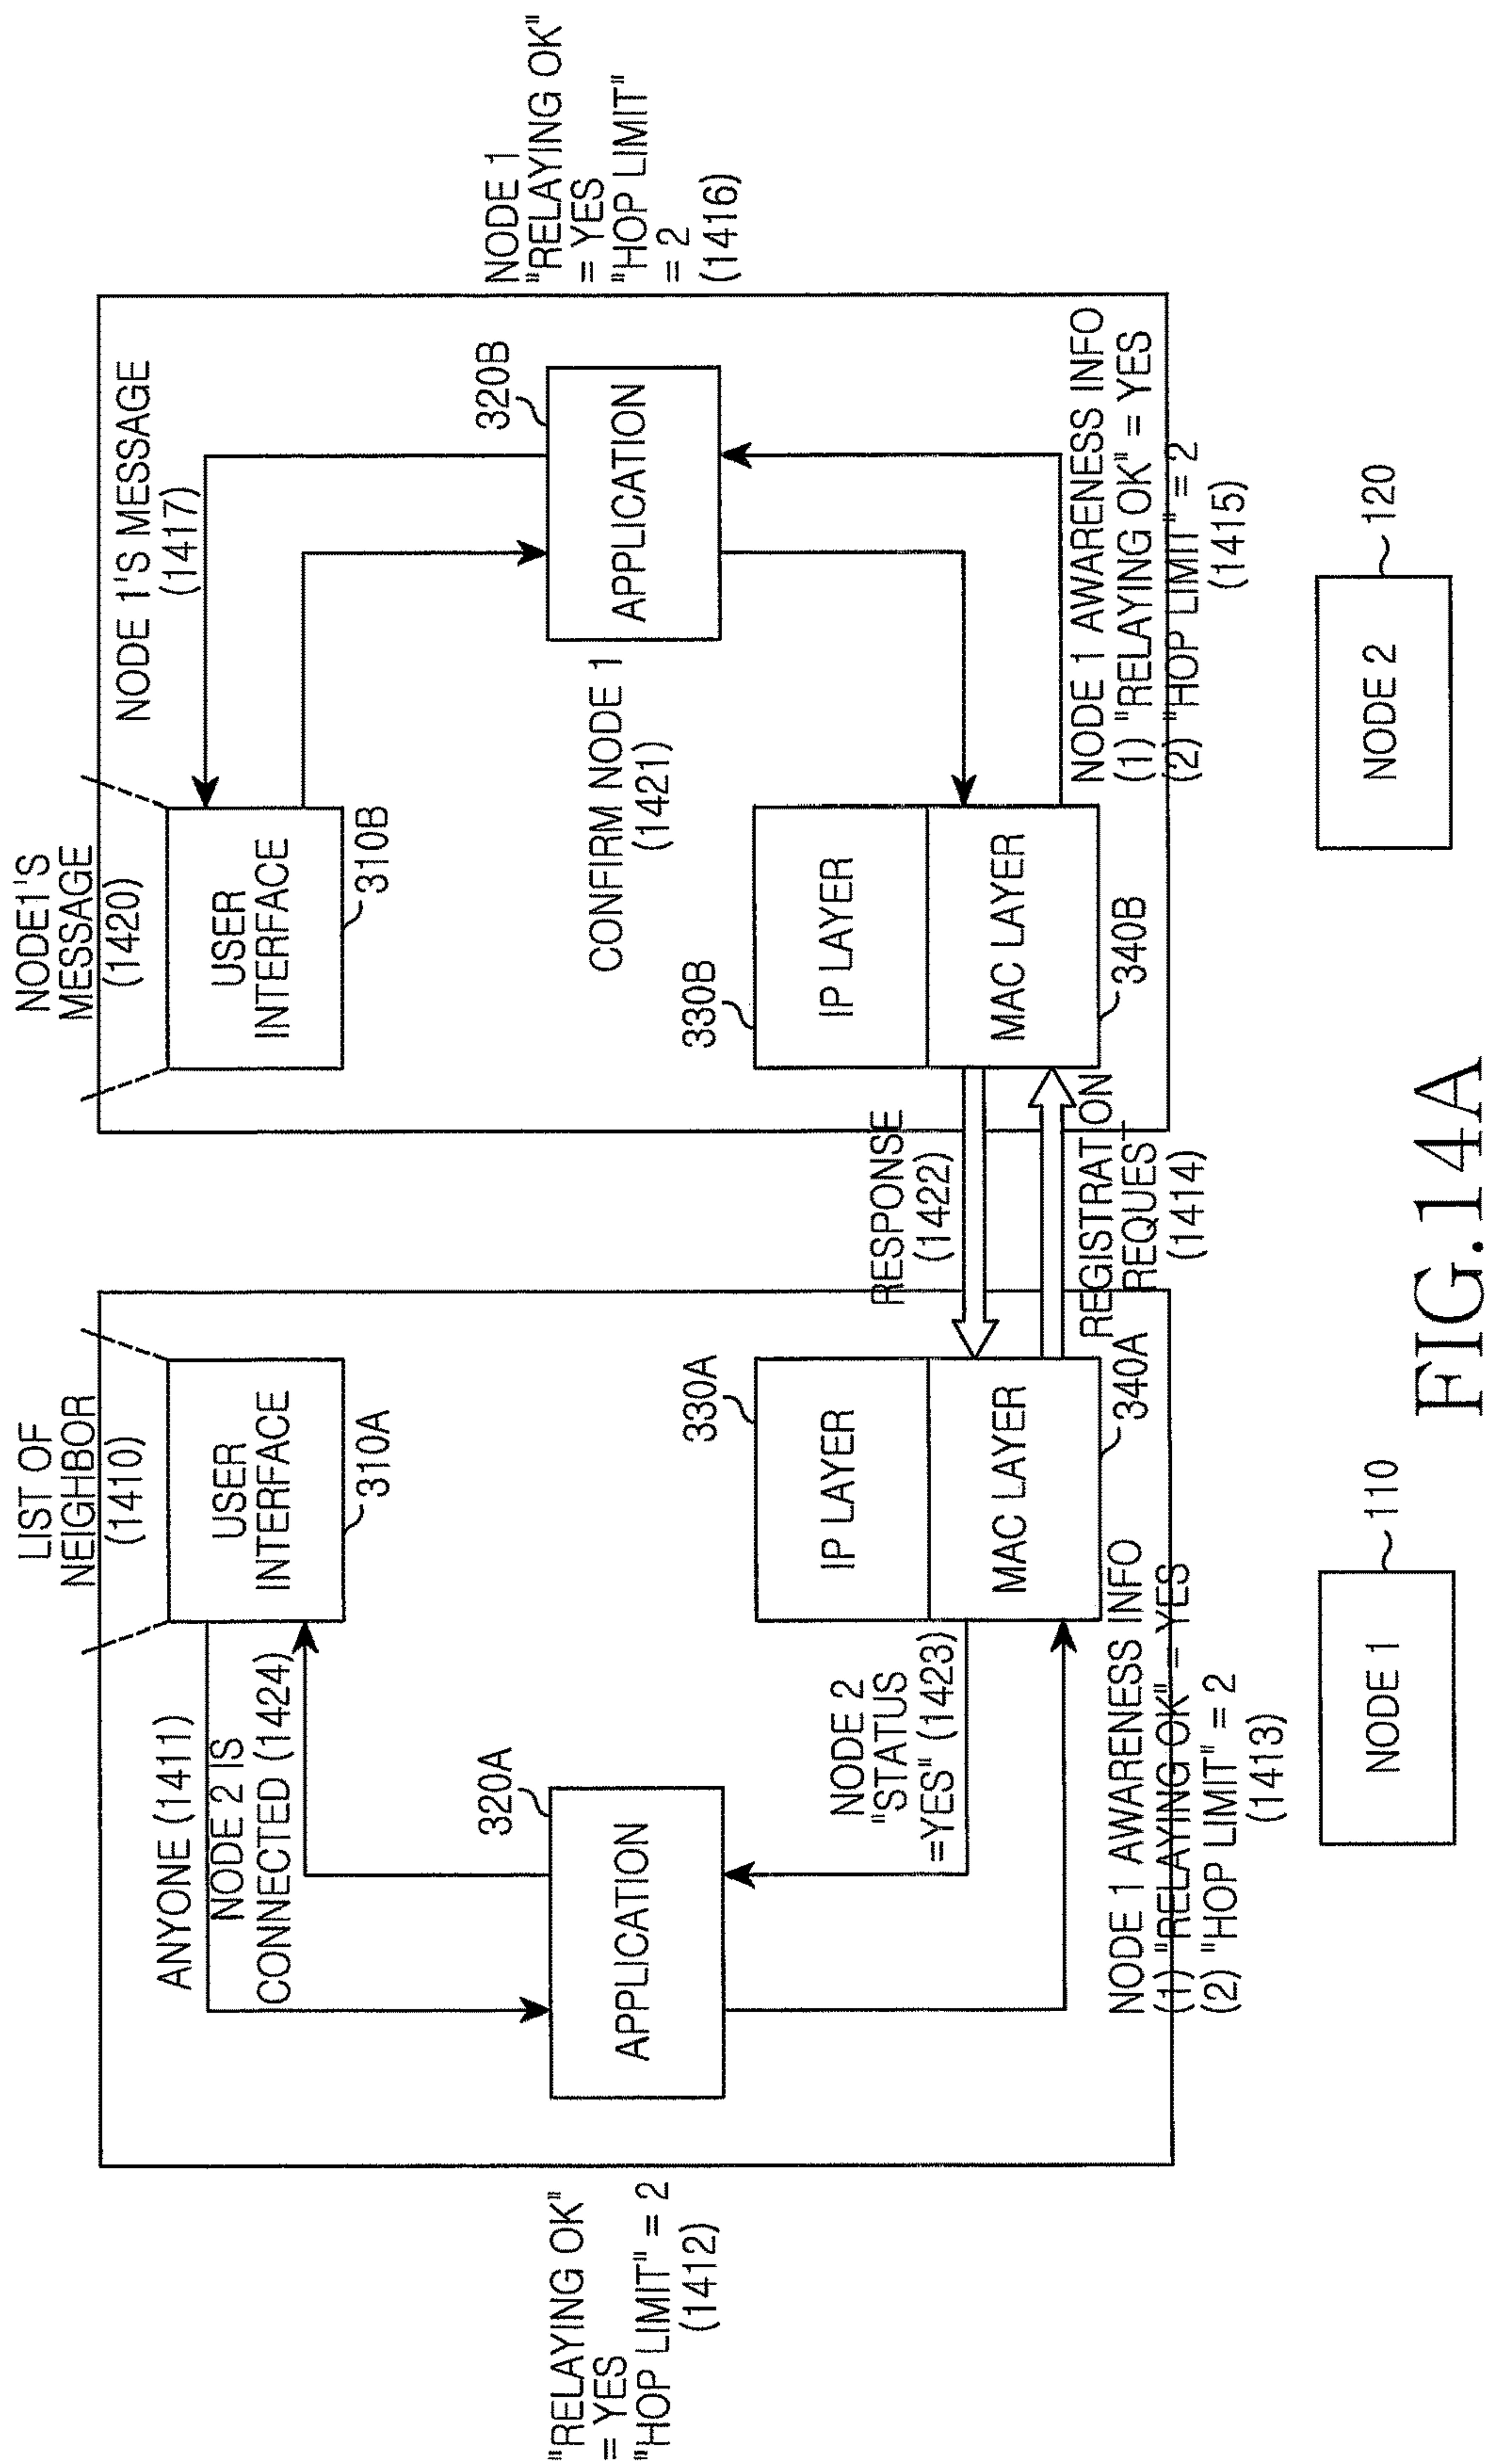 LIST OF
NEIGHBOR
(1410)
NODE1'S
MESSAGE
(1420)
USER
INTERFACE
310A
ANYONE (1411)
NODE 2 IS
CONNECTED (1424)
"RELAYING OK"
= YES
"HOP LIMIT" = 2
(1412)
320A
APPLICATION
NODE 2
"STATUS
=YES" (1423)
330A
IP LAYER
MAC LAYER
340A
NODE 1 AWARENESS INFO
(1) "RELAYING OK" = YES
(2) "HOP LIMIT" = 2
(1413)
RESPONSE
(1422)
REGISTRATION
REQUEST
(1414)
USER
INTERFACE
310B
NODE 1'S MESSAGE
(1417)
320B
APPLICATION
CONFIRM NODE 1
(1421)
NODE 1
"RELAYING OK"
= YES
"HOP LIMIT"
= 2
(1416)
330B
IP LAYER
MAC LAYER
340B
NODE 1 AWARENESS INFO
(1) "RELAYING OK" = YES
(2) "HOP LIMIT" = 2
(1415)
NODE 1
110
NODE 2
120
FIG.14A